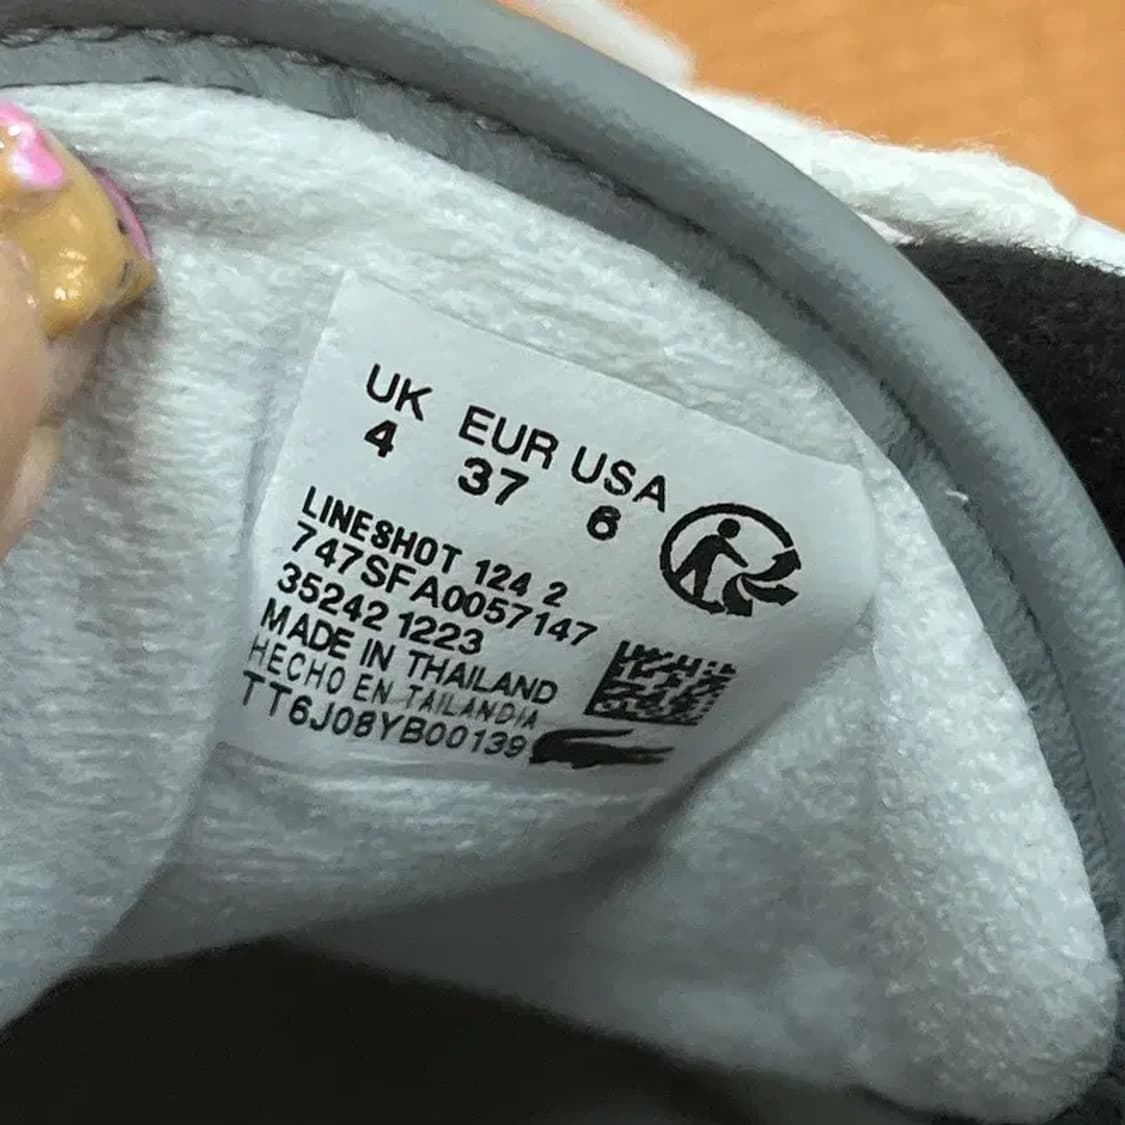 UK EUR USA
4 37 6
LINESHOT 124 2
747SFA0057147
35242 1223
MADE IN THAILAND
HECHO EN TAILANDIA
TT6J08YB00139